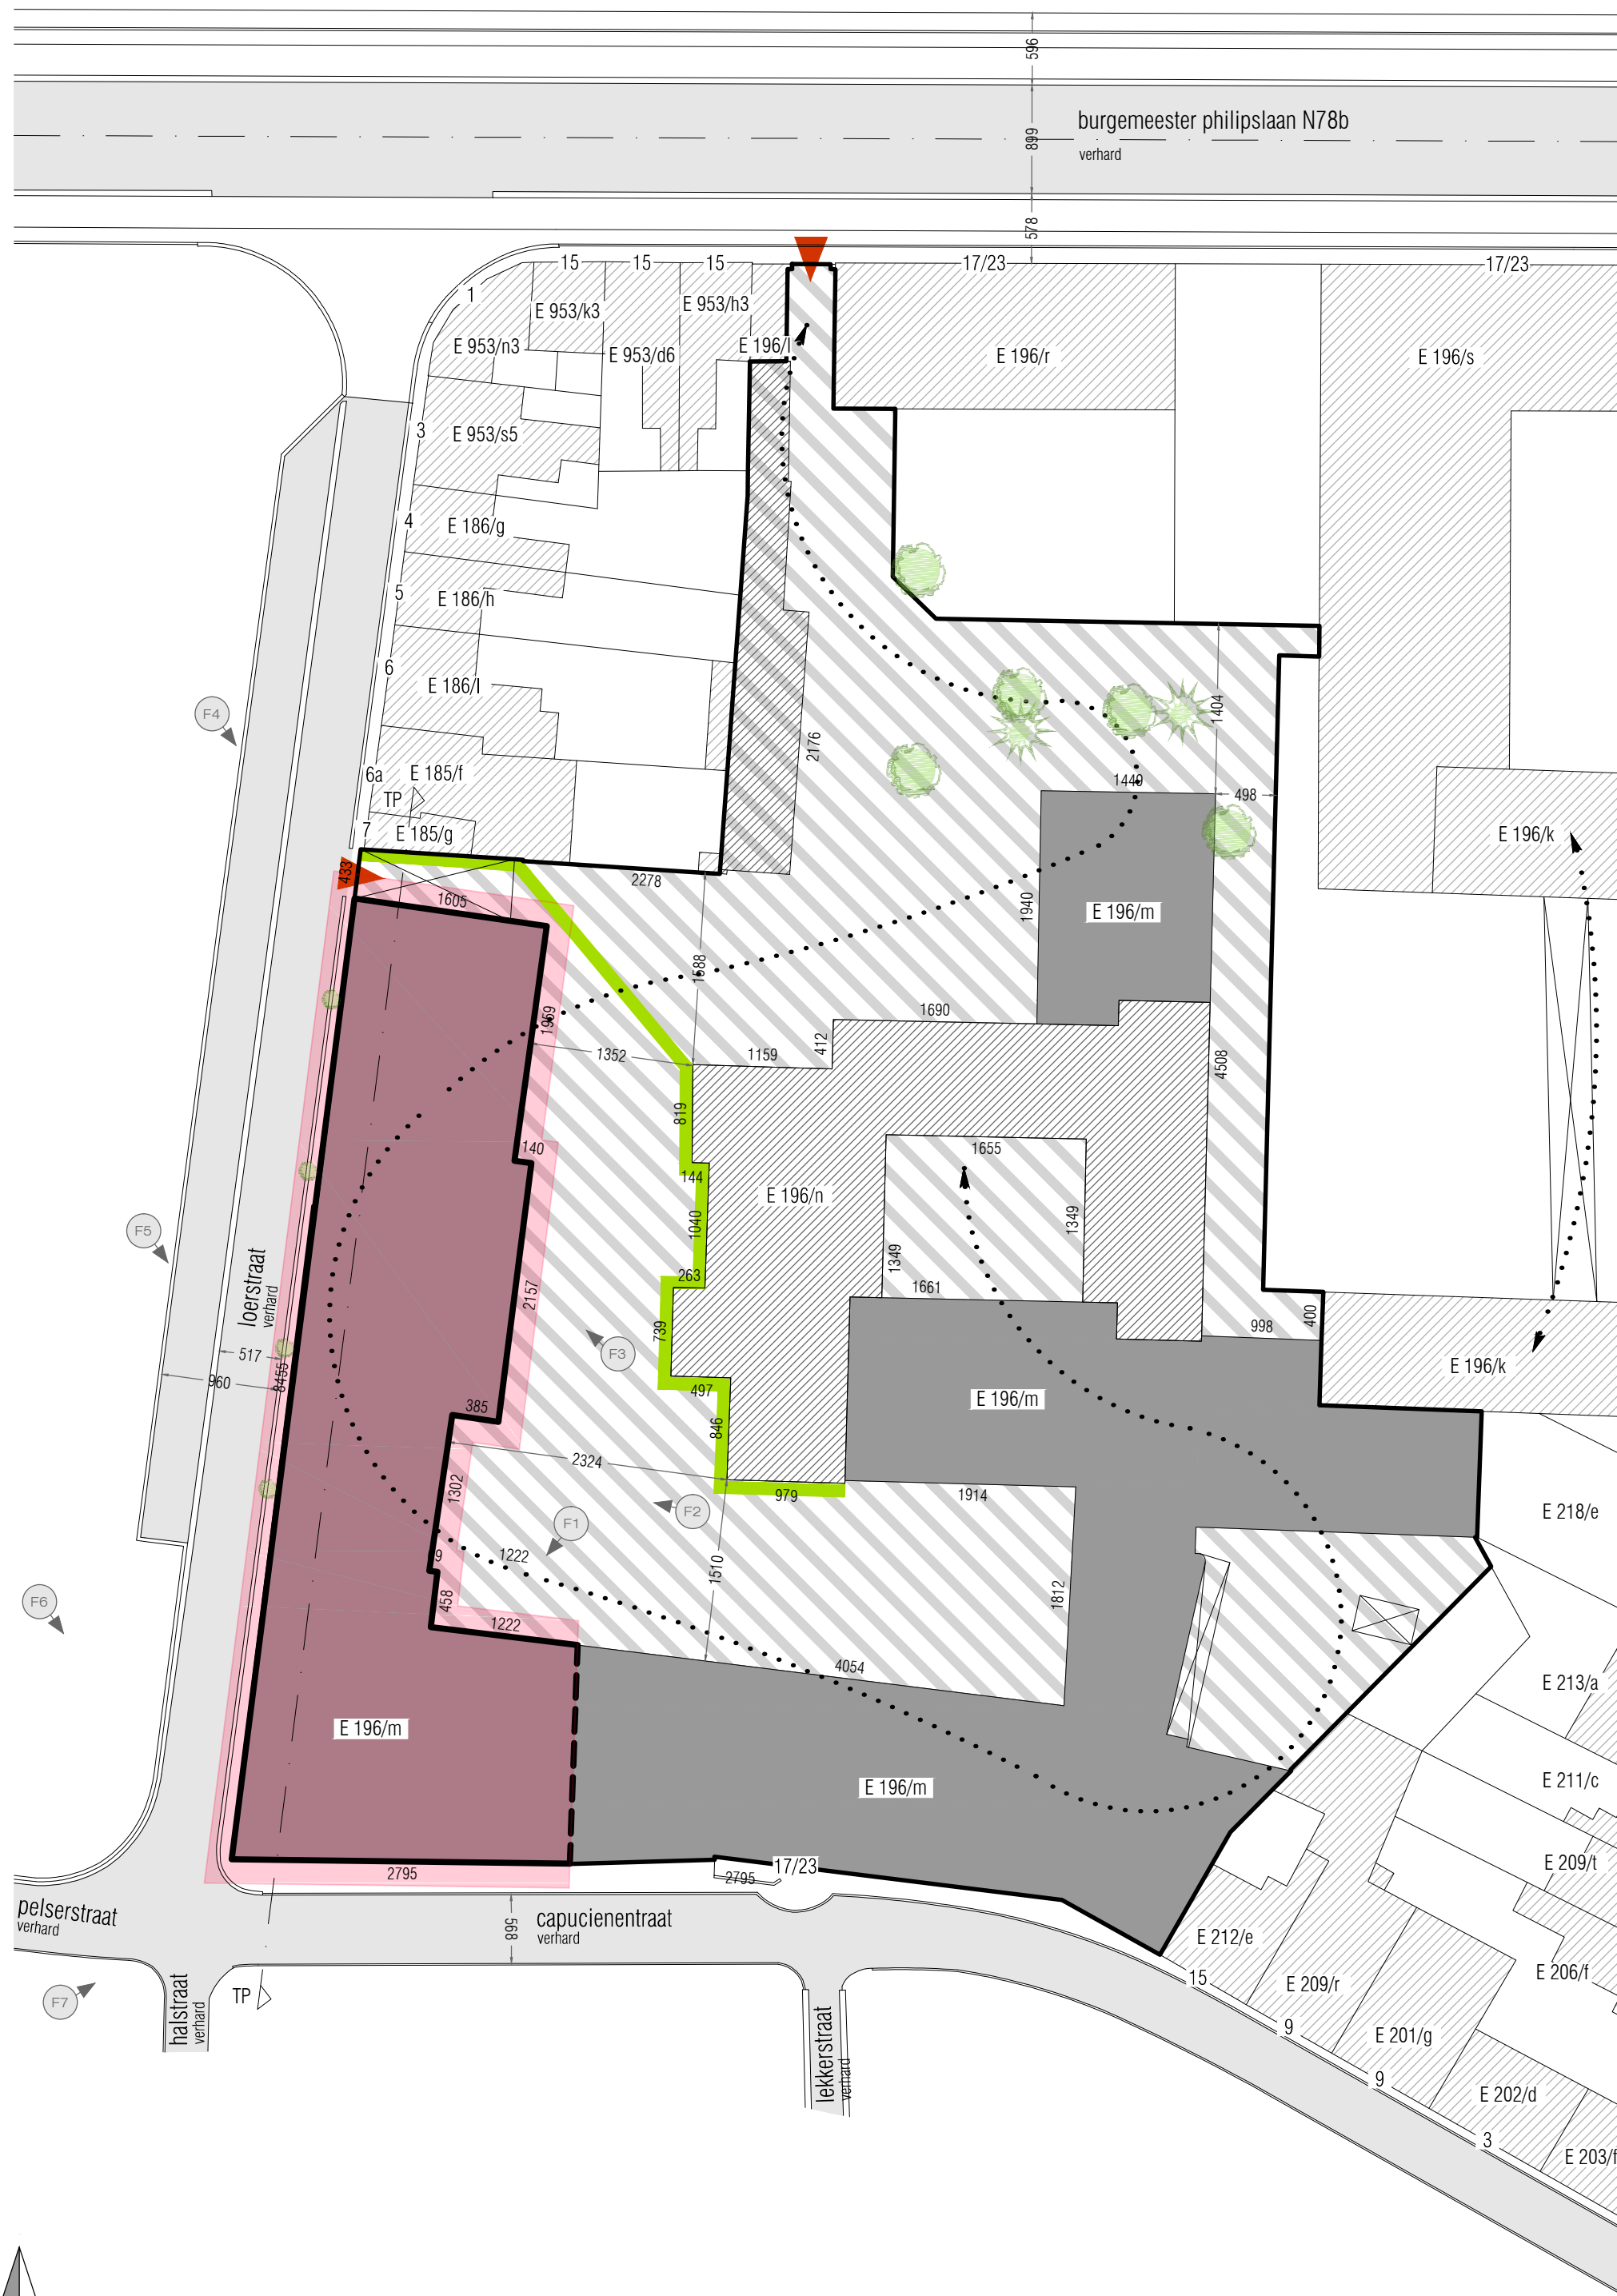 596
burgemeester philipslaan N78b
899
verhard
578
15
15
15
17/23
17/23
1
E 953/k3
E 953/h3
E 953/n3
E 953/d6
E 196/l
E 196/r
E 196/s
3
E 953/s5
4
E 186/g
5
E 186/h
6
E 186/l
F4
1404
2176
6a
E 185/f
TP
1440
498
7
E 185/g
E 196/k
433
2278
1605
1940
E 196/m
1588
1969
1690
1352
1159
412
4508
819
140
1655
144
E 196/n
F5
1040
1349
1349
loerstraat
verhard
263
2157
1661
739
998
400
517
F3
960
8455
E 196/k
497
E 196/m
385
846
2324
1302
979
1914
F2
F1
E 218/e
9
1222
1510
458
1812
F6
1222
4054
E 213/a
E 196/m
E 196/m
E 211/c
17/23
2795
2795
E 209/t
pelserstraat
verhard
568
capucienentraat
verhard
E 212/e
15
E 206/f
F7
halstraat
verhard
TP
E 209/r
lekkerstraat
verhard
9
E 201/g
9
E 202/d
3
E 203/f